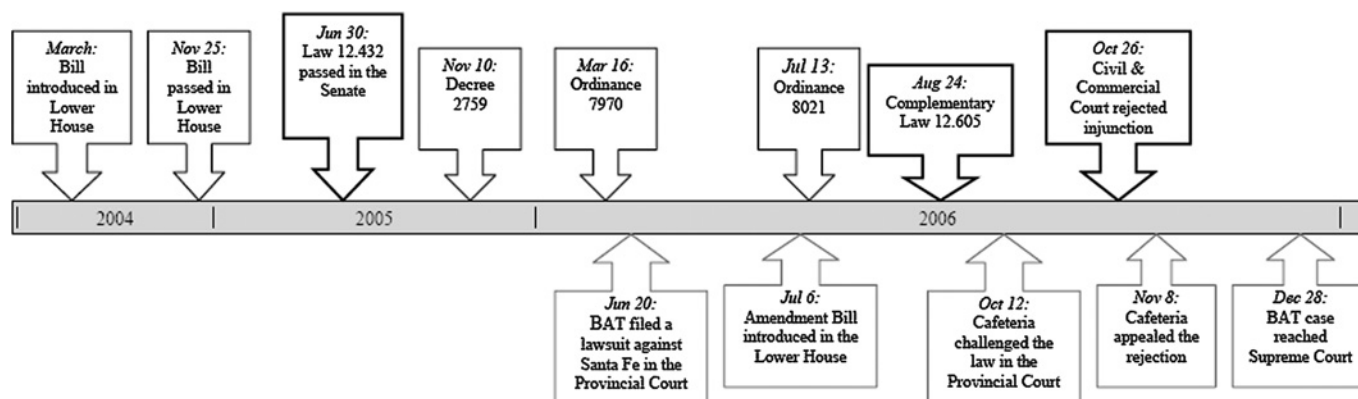 March:
Bill
introduced in
Lower
House
Nov 25:
Bill
passed in
Lower
House
Jun 30:
Law 12.432
passed in the
Senate
Nov 10:
Decree
2759
Mar 16:
Ordinance
7970
Jul 13:
Ordinance
8021
Aug 24:
Complementary
Law 12.605
Oct 26:
Civil &
Commercial
Court rejected
injunction
2004
2005
2006
Jun 20:
BAT filed a
lawsuit against
Santa Fe in the
Provincial Court
Jul 6:
Amendment Bill
introduced in the
Lower House
Oct 12:
Cafeteria
challenged the
law in the
Provincial Court
Nov 8:
Cafeteria
appealed the
rejection
Dec 28:
BAT case
reached
Supreme Court